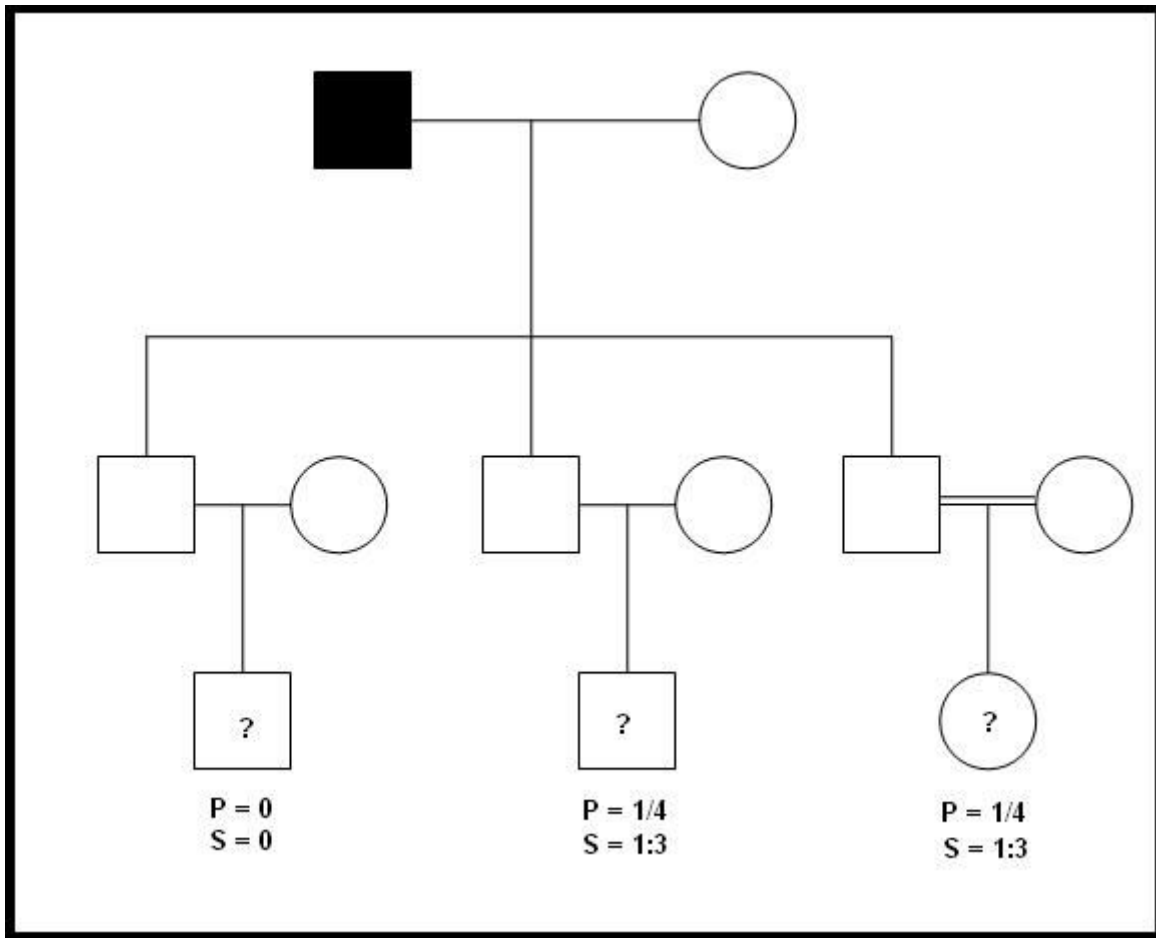 ?
?
?
P = 0
S = 0
P = 1/4
S = 1:3
P = 1/4
S = 1:3